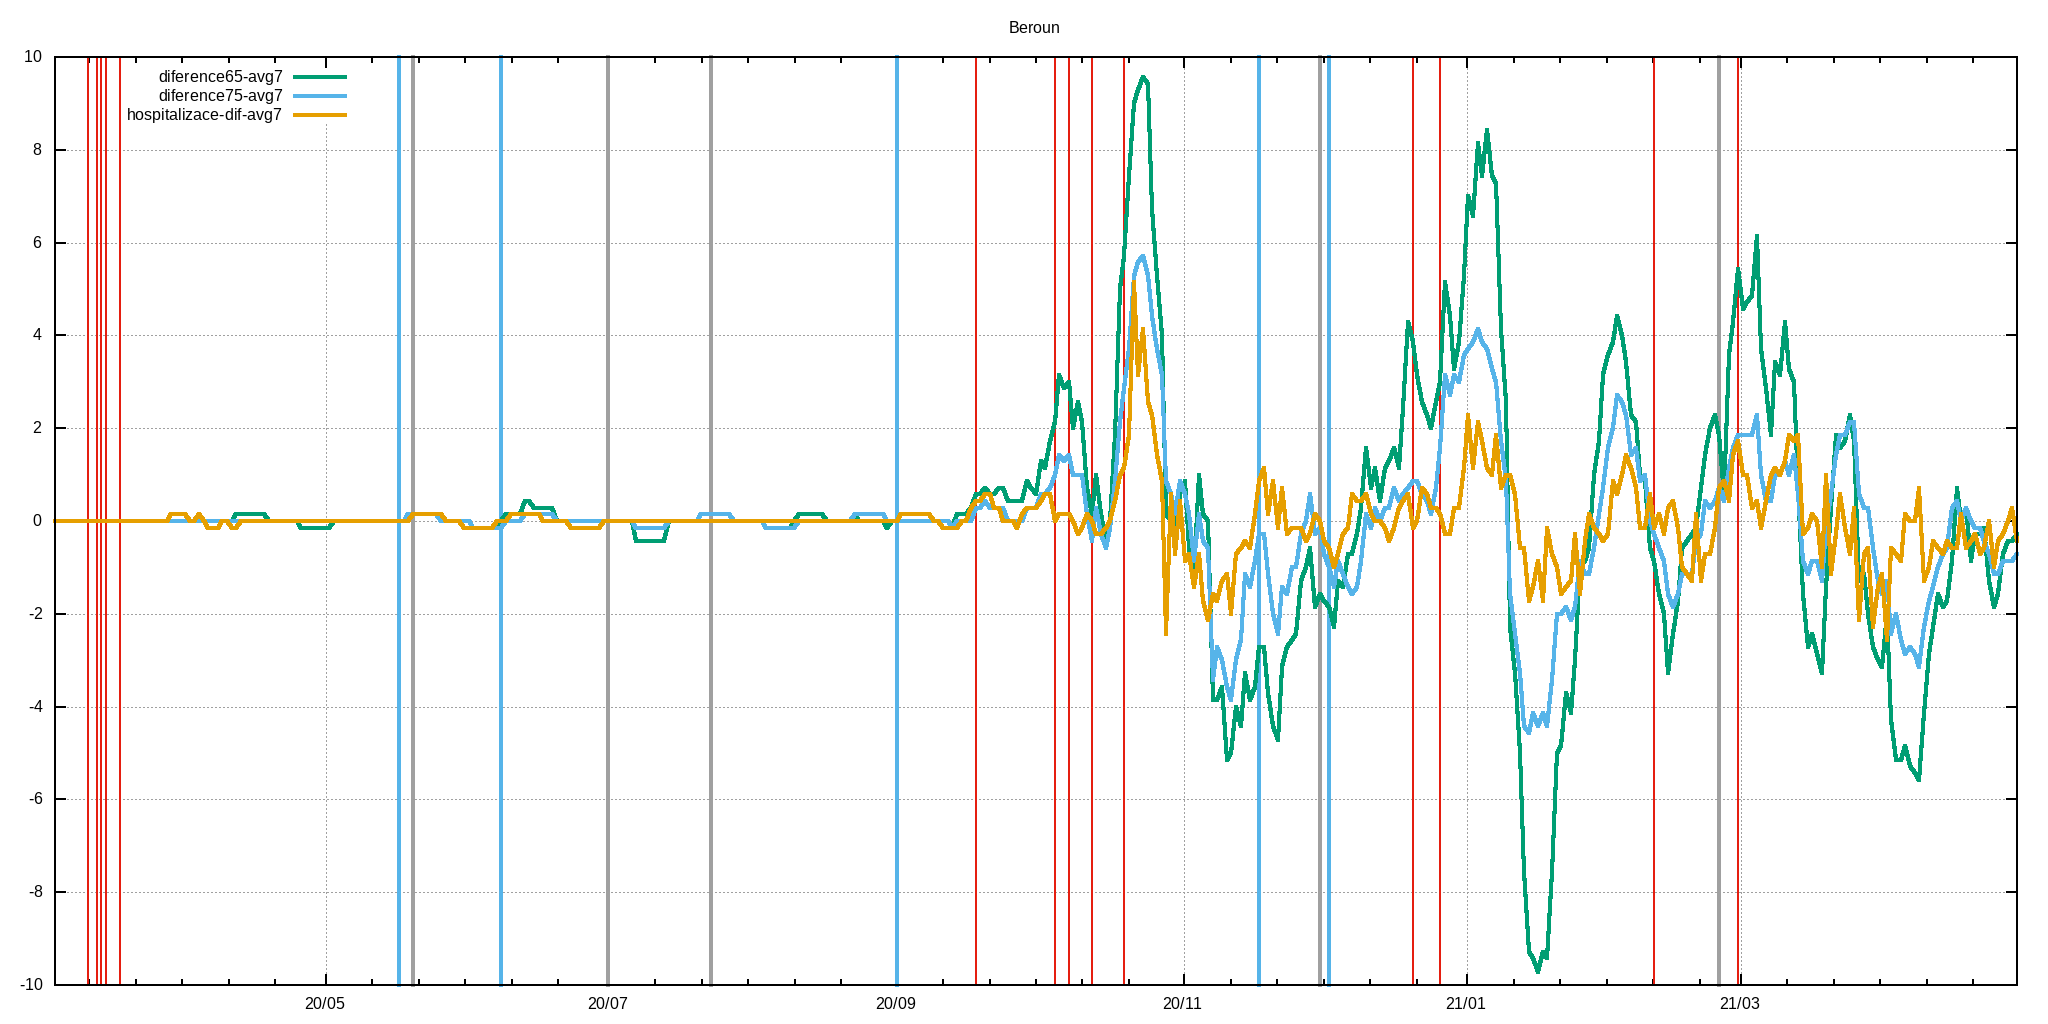 Beroun
10
diference65-avg7
diference75-avg7
hospitalizace-dif-avg7
8
6
4
2
0
-2
-4
-6
-8
-10
20/05 20/07 20/09 20/11 21/01 21/03